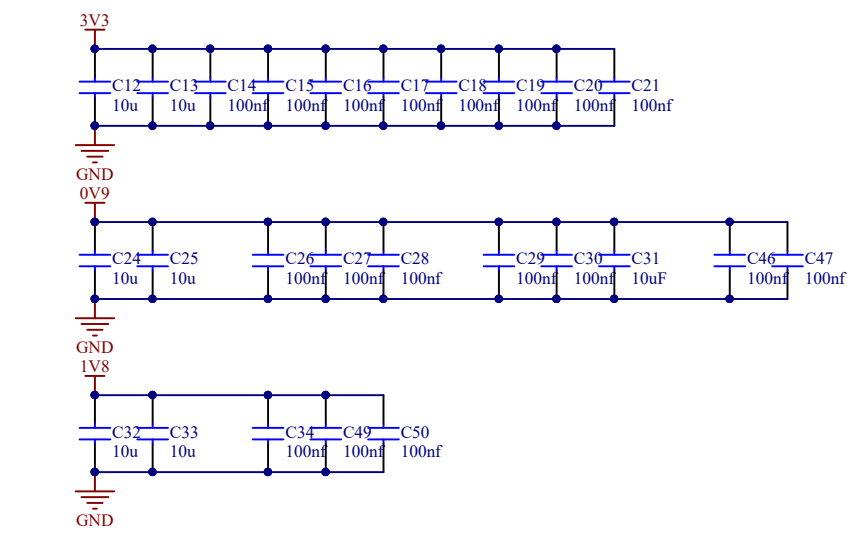 3V3
C12 C13 C14 C15 C16 C17 C18 C19 C20 C21
10u 10u 100nf 100nf 100nf 100nf 100nf 100nf 100nf 100nf
GND
0V9
C24 C25 C26 C27 C28 C29 C30 C31 C46 C47
10u 10u 100nf 100nf 100nf 100nf 100nf 10uF 100nf 100nf
GND
1V8
C32 C33 C34 C49 C50
10u 10u 100nf 100nf 100nf
GND